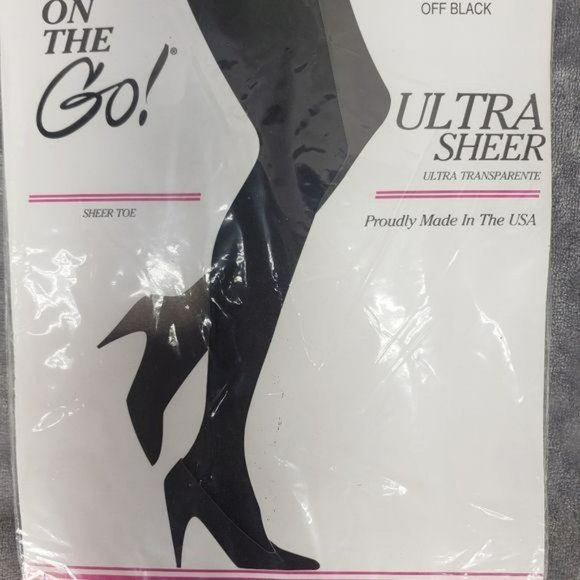 ON
THE
Go!®
OFF BLACK
ULTRA
SHEER
ULTRA TRANSPARENTE
SHEER TOE
Proudly Made In The USA